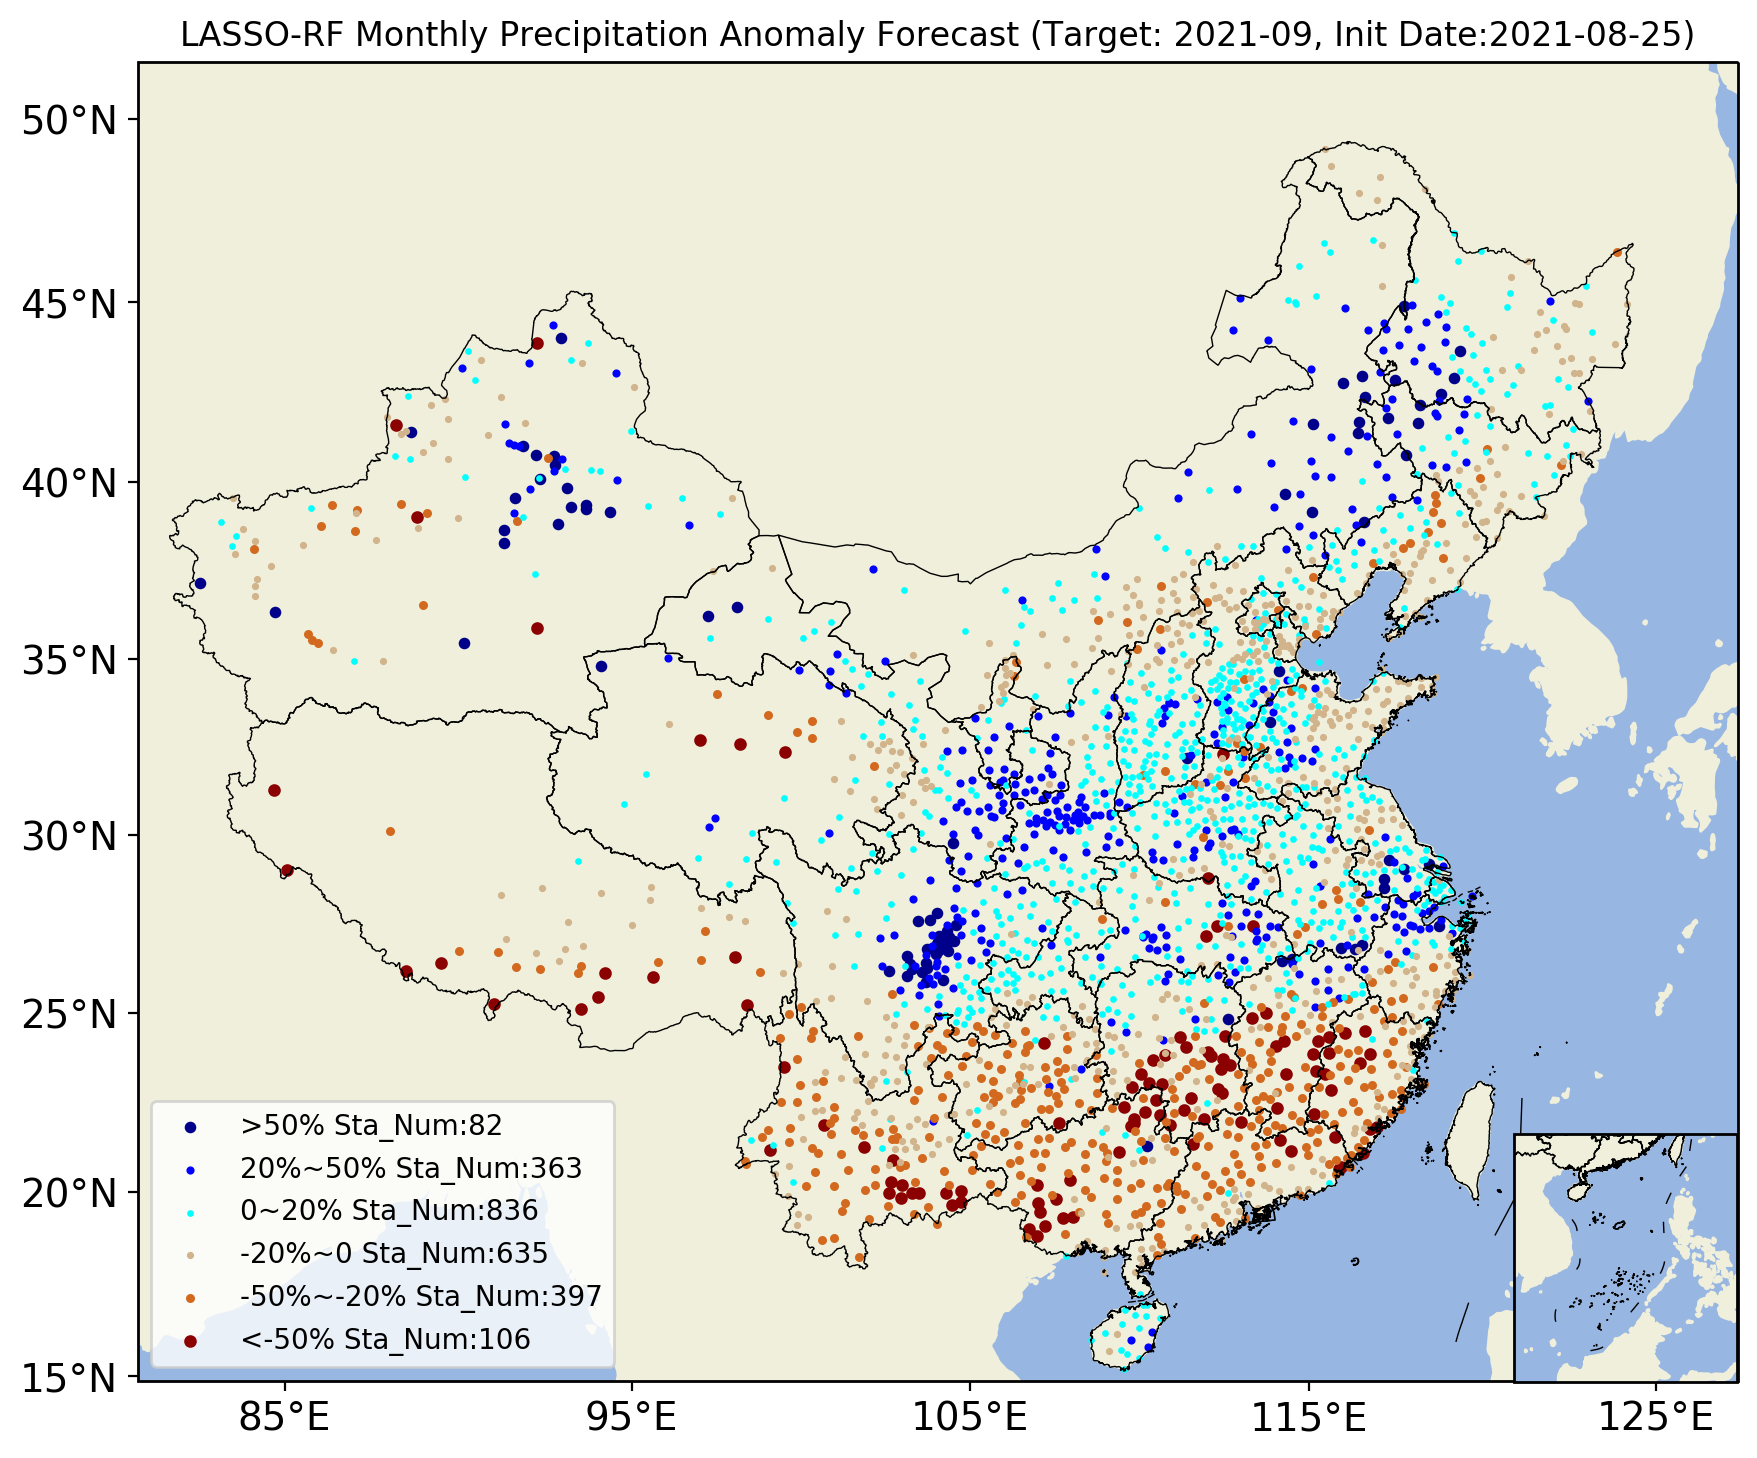 LASSO-RF Monthly Precipitation Anomaly Forecast (Target: 2021-09, Init Date:2021-08-25)
50°N
45°N
40°N
35°N
30°N
25°N
20°N
15°N
>50% Sta_Num:82
20%~50% Sta_Num:363
0~20% Sta_Num:836
-20%~0 Sta_Num:635
-50%~-20% Sta_Num:397
<-50% Sta_Num:106
85°E
95°E
105°E
115°E
125°E